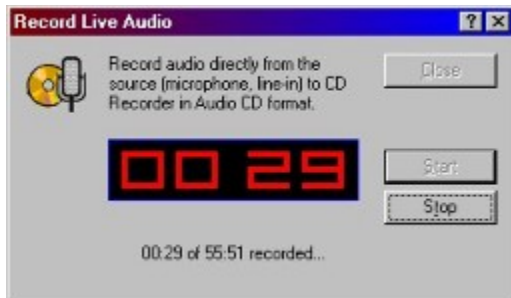 Record Live Audio
? ×
Record audio directly from the
source (microphone, line-in) to CD
Recorder in Audio CD format.
Close
00 29
Start
Stop
00:29 of 55:51 recorded...